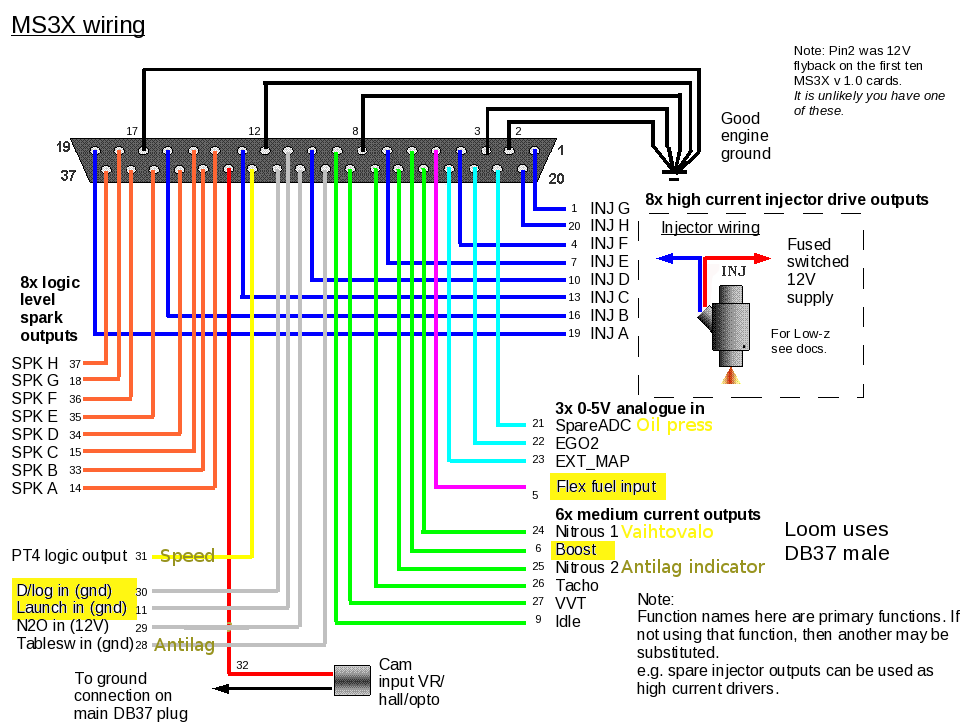 MS3X wiring
Note: Pin2 was 12V
flyback on the first ten
MS3X v 1.0 cards.
It is unlikely you have one
of these.
17
12
8
3
2
19
1
37
20
Good
engine
ground
8x high current injector drive outputs
1 INJ G
20 INJ H
4 INJ F
7 INJ E
10 INJ D
13 INJ C
16 INJ B
19 INJ A
Injector wiring
INJ
Fused
switched
12V
supply
For Low-z
see docs.
8x logic
level
spark
outputs
SPK H 37
SPK G 18
SPK F 36
SPK E 35
SPK D 34
SPK C 15
SPK B 33
SPK A 14
3x 0-5V analogue in
21 SpareADC Oil press
22 EGO2
23 EXT_MAP
5 Flex fuel input
6x medium current outputs
24 Nitrous 1 Vaihtovalo
6 Boost
25 Nitrous 2 Antilag indicator
26 Tacho
27 VVT
9 Idle
Loom uses
DB37 male
PT4 logic output 31 Speed
D/log in (gnd) 30
Launch in (gnd) 11
N2O in (12V) 29
Tablesw in (gnd) 28 Antilag
32
To ground
connection on
main DB37 plug
Cam
input VR/
hall/opto
Note:
Function names here are primary functions. If
not using that function, then another may be
substituted.
e.g. spare injector outputs can be used as
high current drivers.